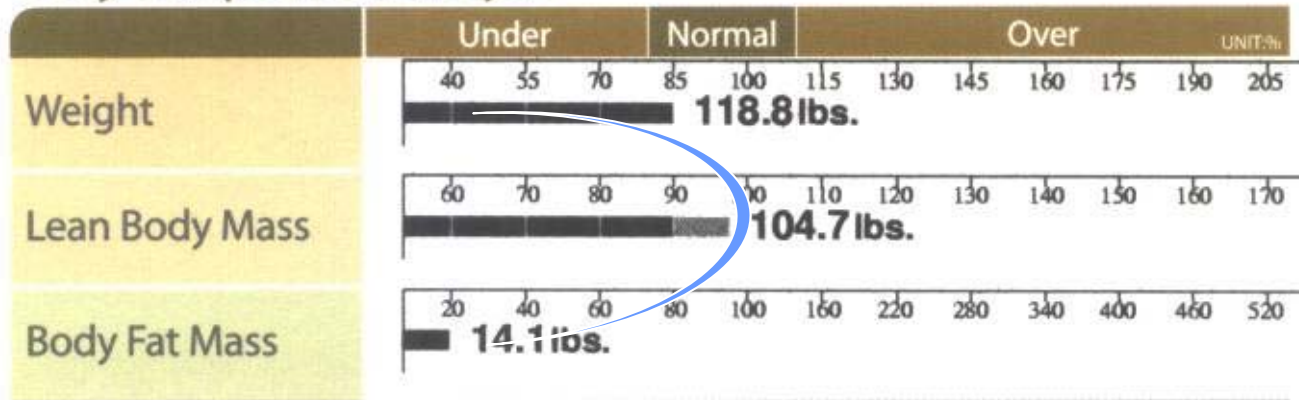 Under Normal Over UNIT:%
40 55 70 85 100 115 130 145 160 175 190 205
Weight 118.8 lbs.
60 70 80 90 110 120 130 140 150 160 170
Lean Body Mass 104.7 lbs.
20 40 60 80 100 160 220 280 340 400 460 520
Body Fat Mass 14.1 lbs.